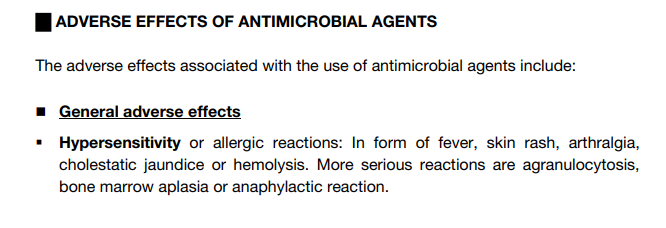 ADVERSE EFFECTS OF ANTIMICROBIAL AGENTS
The adverse effects associated with the use of antimicrobial agents include:
■ General adverse effects
▪ Hypersensitivity or allergic reactions: In form of fever, skin rash, arthralgia,
cholestatic jaundice or hemolysis. More serious reactions are agranulocytosis,
bone marrow aplasia or anaphylactic reaction.